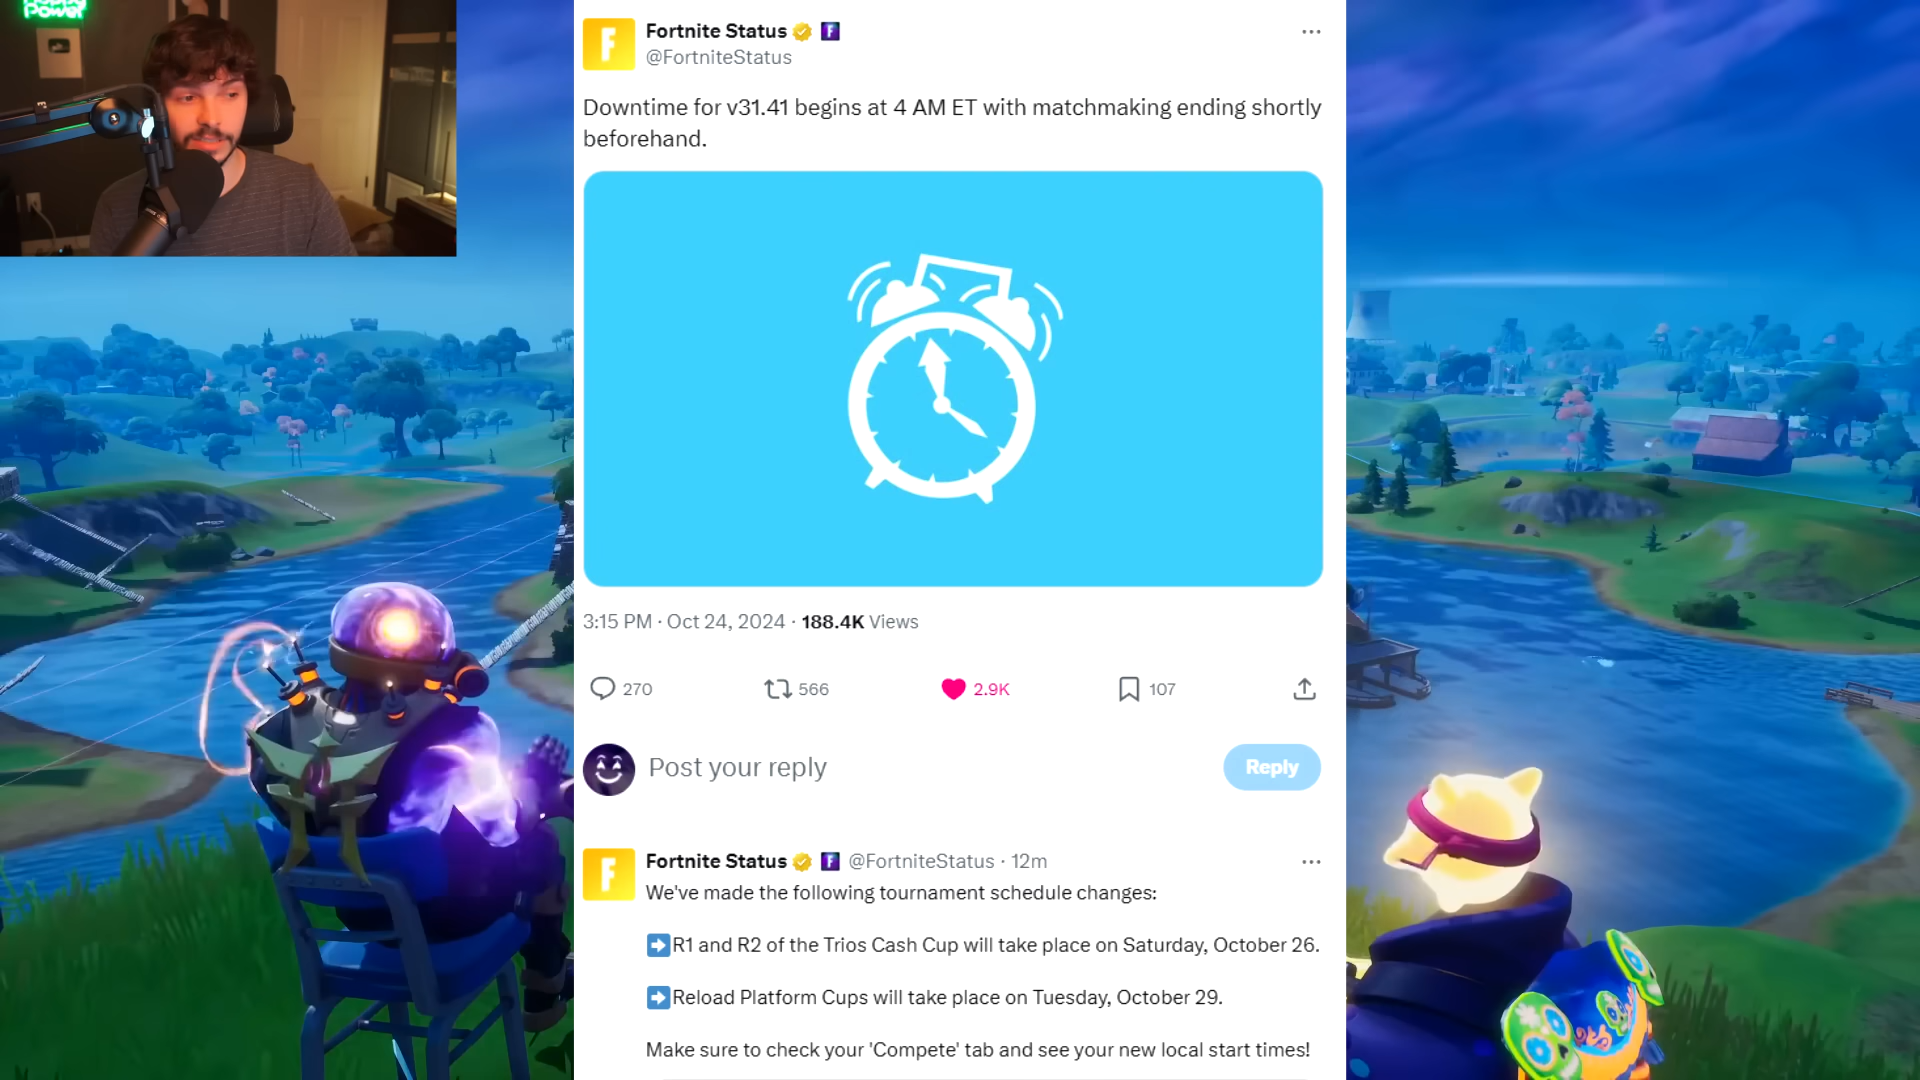 Happy
Power
Fortnite Status
@FortniteStatus
Downtime for v31.41 begins at 4 AM ET with matchmaking ending shortly
beforehand.
3:15 PM · Oct 24, 2024 · 188.4K Views
270 566 2.9K 107
Post your reply
Reply
Fortnite Status @FortniteStatus · 12m
We've made the following tournament schedule changes:
➡R1 and R2 of the Trios Cash Cup will take place on Saturday, October 26.
➡Reload Platform Cups will take place on Tuesday, October 29.
Make sure to check your 'Compete' tab and see your new local start times!